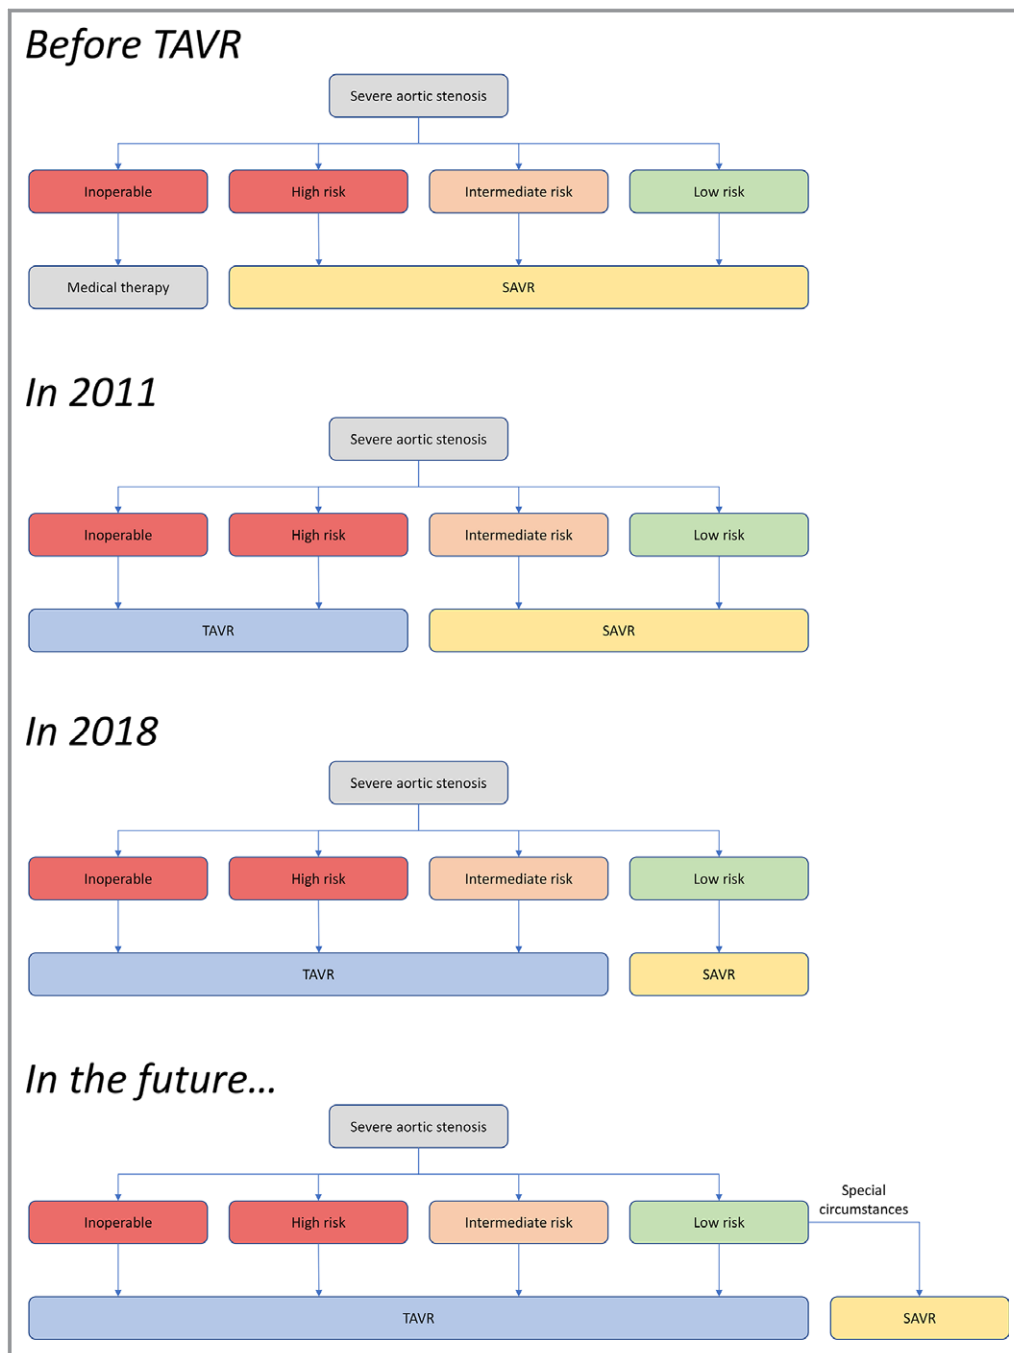 Before TAVR
Severe aortic stenosis
Inoperable
High risk
Intermediate risk
Low risk
Medical therapy
SAVR
In 2011
Severe aortic stenosis
Inoperable
High risk
Intermediate risk
Low risk
TAVR
SAVR
In 2018
Severe aortic stenosis
Inoperable
High risk
Intermediate risk
Low risk
TAVR
SAVR
In the future...
Severe aortic stenosis
Inoperable
High risk
Intermediate risk
Low risk
Special
circumstances
TAVR
SAVR